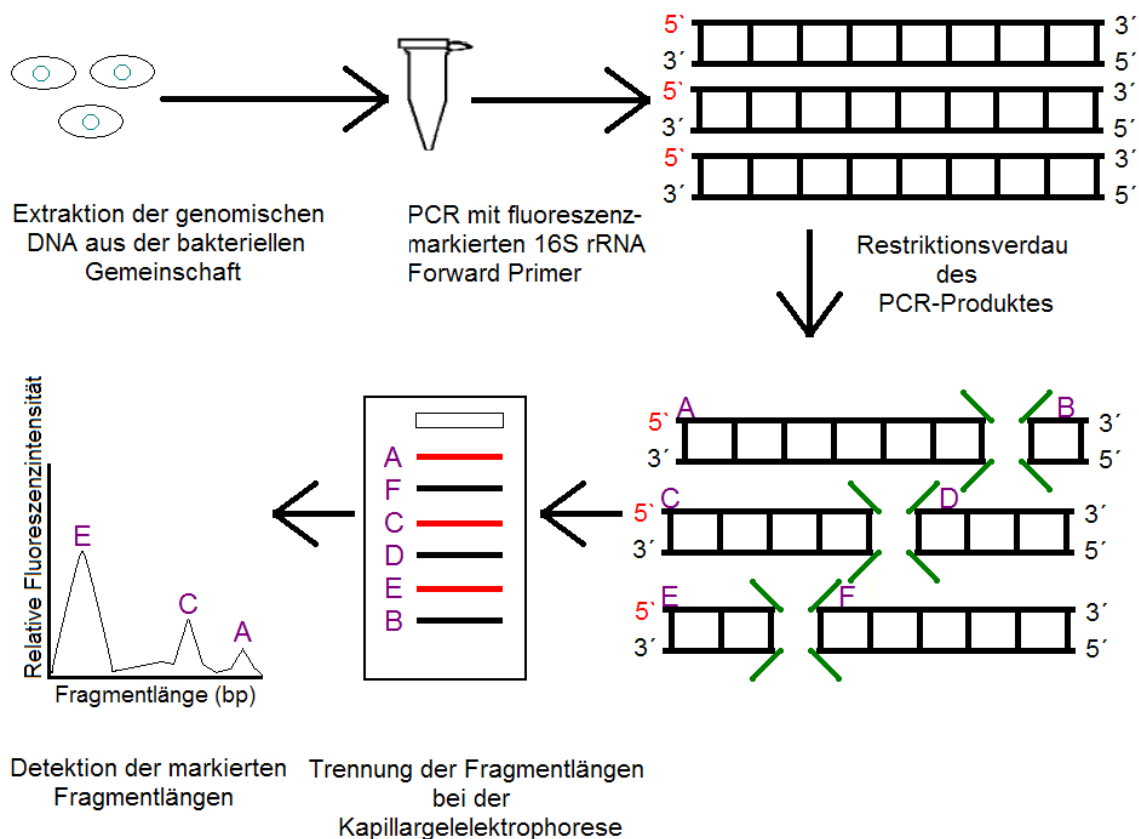 5` 3´
3´ 5´
5` 3´
3´ 5´
5` 3´
3´ 5´
Extraktion der genomischen
DNA aus der bakteriellen
Gemeinschaft
PCR mit fluoreszenz-
markierten 16S rRNA
Forward Primer
Restriktionsverdau
des
PCR-Produktes
A B
5` 3´
3´ 5´
C D
5` 3´
3´ 5´
E F
5` 3´
3´ 5´
A
F
C
D
E
B
Relative Fluoreszenzintensität
E
C
A
Fragmentlänge (bp)
Detektion der markierten
Fragmentlängen
Trennung der Fragmentlängen
bei der
Kapillargelelektrophorese